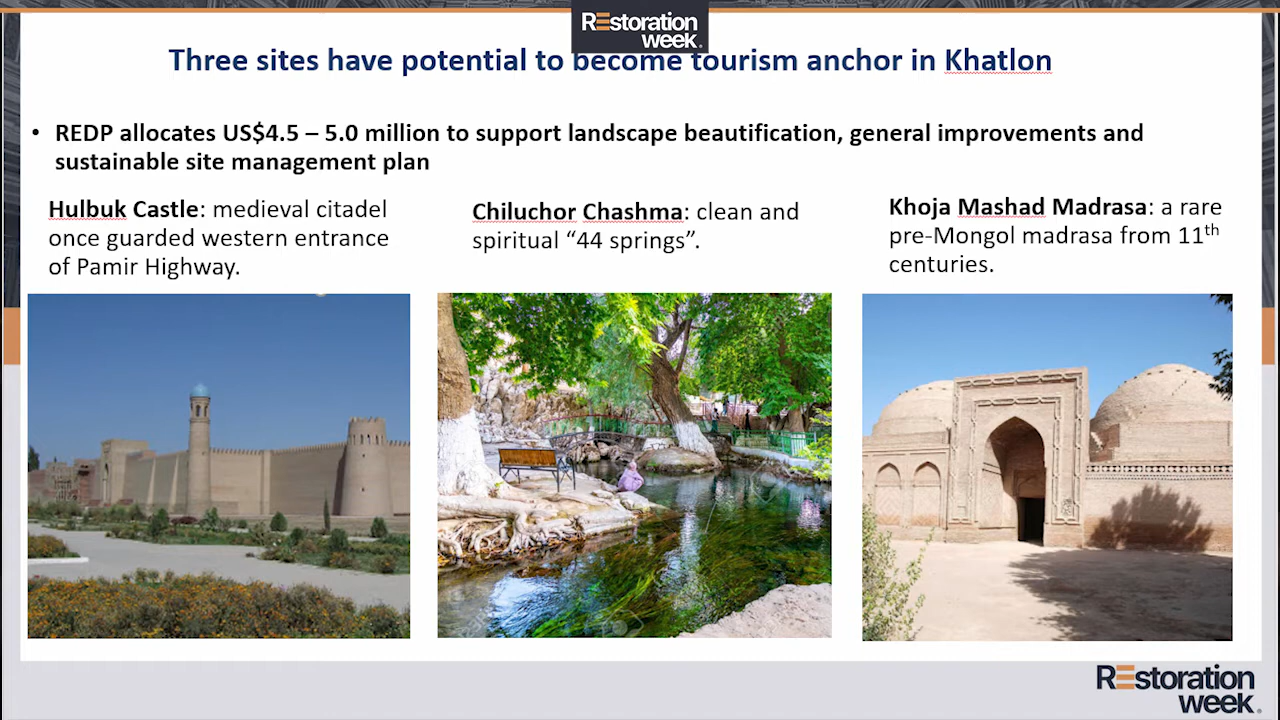 REstoration
week.
Three sites have potential to become tourism anchor in Khatlon
• REDP allocates US$4.5 – 5.0 million to support landscape beautification, general improvements and
sustainable site management plan
Hulbuk Castle: medieval citadel
once guarded western entrance
of Pamir Highway.
Chiluchor Chashma: clean and
spiritual “44 springs”.
Khoja Mashad Madrasa: a rare
pre-Mongol madrasa from 11th
centuries.
REstoration
week.